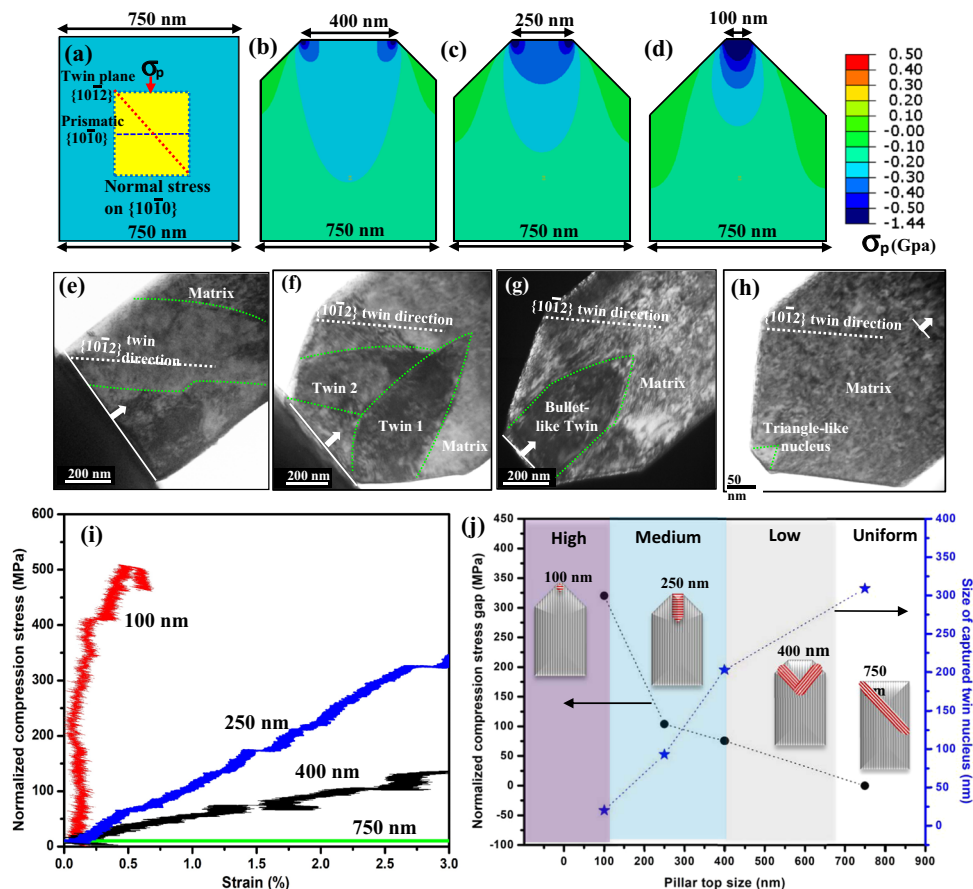 750 nm
400 nm
250 nm
100 nm
(a)
σp
Twin plane
{101̄2}
Prismatic
{101̄0}
Normal stress
on {101̄0}
750 nm
(b)
750 nm
(c)
750 nm
(d)
750 nm
0.50
0.40
0.30
0.20
0.10
-0.00
-0.10
-0.20
-0.30
-0.40
-0.50
-1.44
σp (Gpa)
(e)
Matrix
{101̄2} twin
direction
200 nm
(f)
{101̄2} twin direction
Twin 2
Twin 1
Matrix
200 nm
(g)
{101̄2} twin direction
Matrix
Bullet-
like Twin
200 nm
(h)
{101̄2} twin direction
Matrix
Triangle-like
nucleus
50
nm
(i)
Normalized compression stress (MPa)
600
500
400
300
200
100
0
100 nm
250 nm
400 nm
750 nm
0.0 0.5 1.0 1.5 2.0 2.5 3.0
Strain (%)
(j)
Normalized compression stress gap (MPa)
450
400
350
300
250
200
150
100
50
0
-50
-100
High Medium Low Uniform
100 nm
250 nm
400 nm
750
400
350
300
250
200
150
100
50
0
Size of captured twin nucleus (nm)
0 100 200 300 400 500 600 700 800 900
Pillar top size (nm)